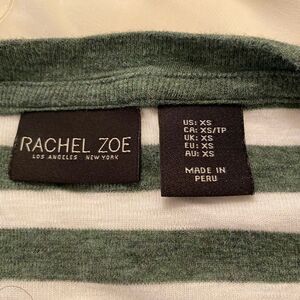 RACHEL ZOE
LOS ANGELES NEW YORK
US: XS
CA: XS/TP
UK: XS
EU: XS
AU: XS
MADE IN
PERU